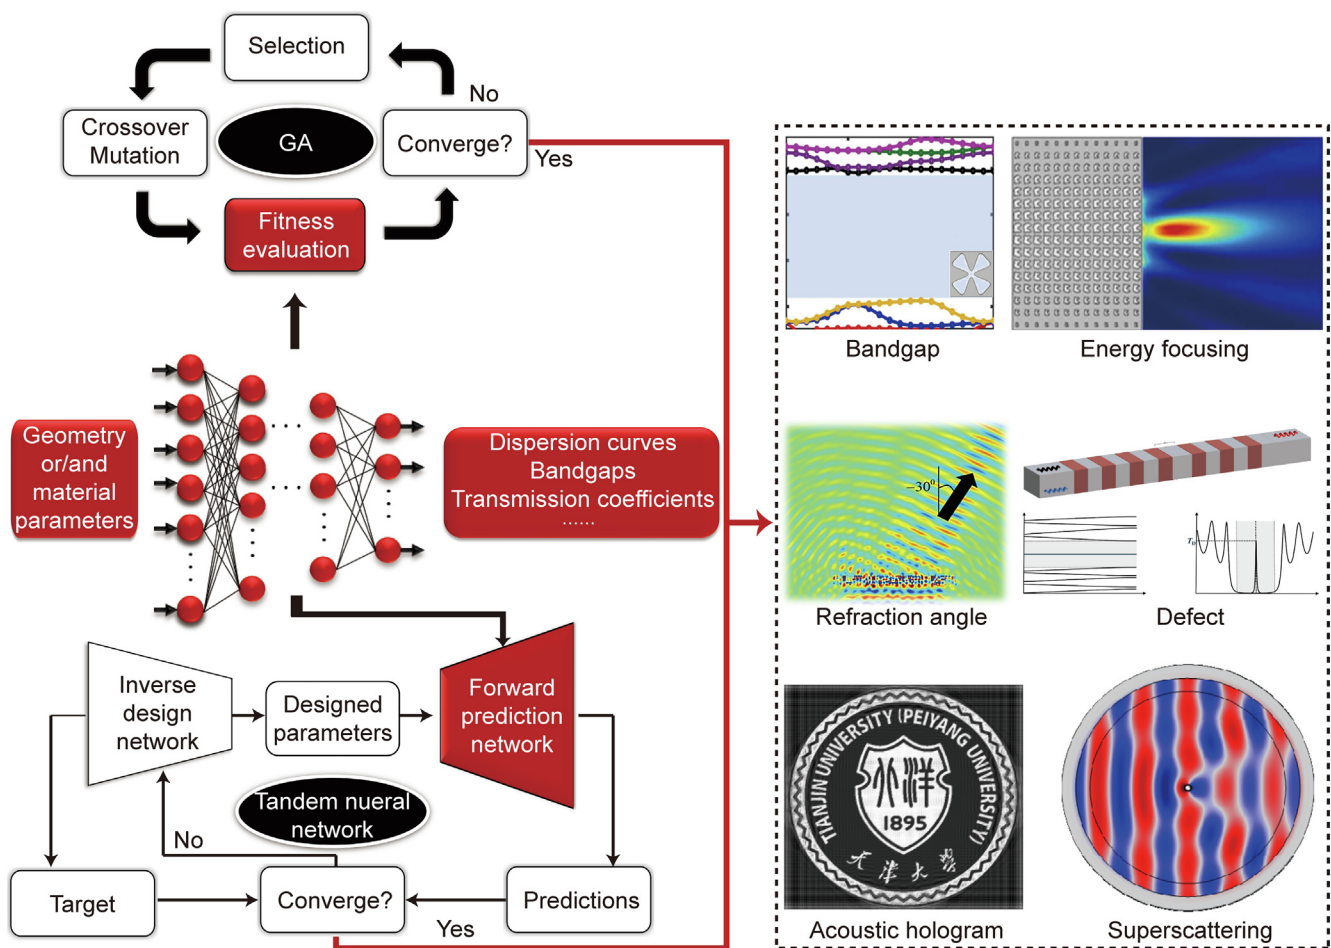 Selection
No
Crossover
Mutation
GA
Converge?
Yes
Fitness
evaluation
Geometry
or/and
material
parameters
Dispersion curves
Bandgaps
Transmission coefficients
......
Inverse
design
network
Designed
parameters
Forward
prediction
network
Tandem nueral
network
No
Target
Converge?
Predictions
Yes
Bandgap
Energy focusing
−30⁰
Refraction angle
Defect
TIANJIN UNIVERSITY (PEIYANG UNIVERSITY)
北洋
1895
天津大學
Acoustic hologram
Superscattering